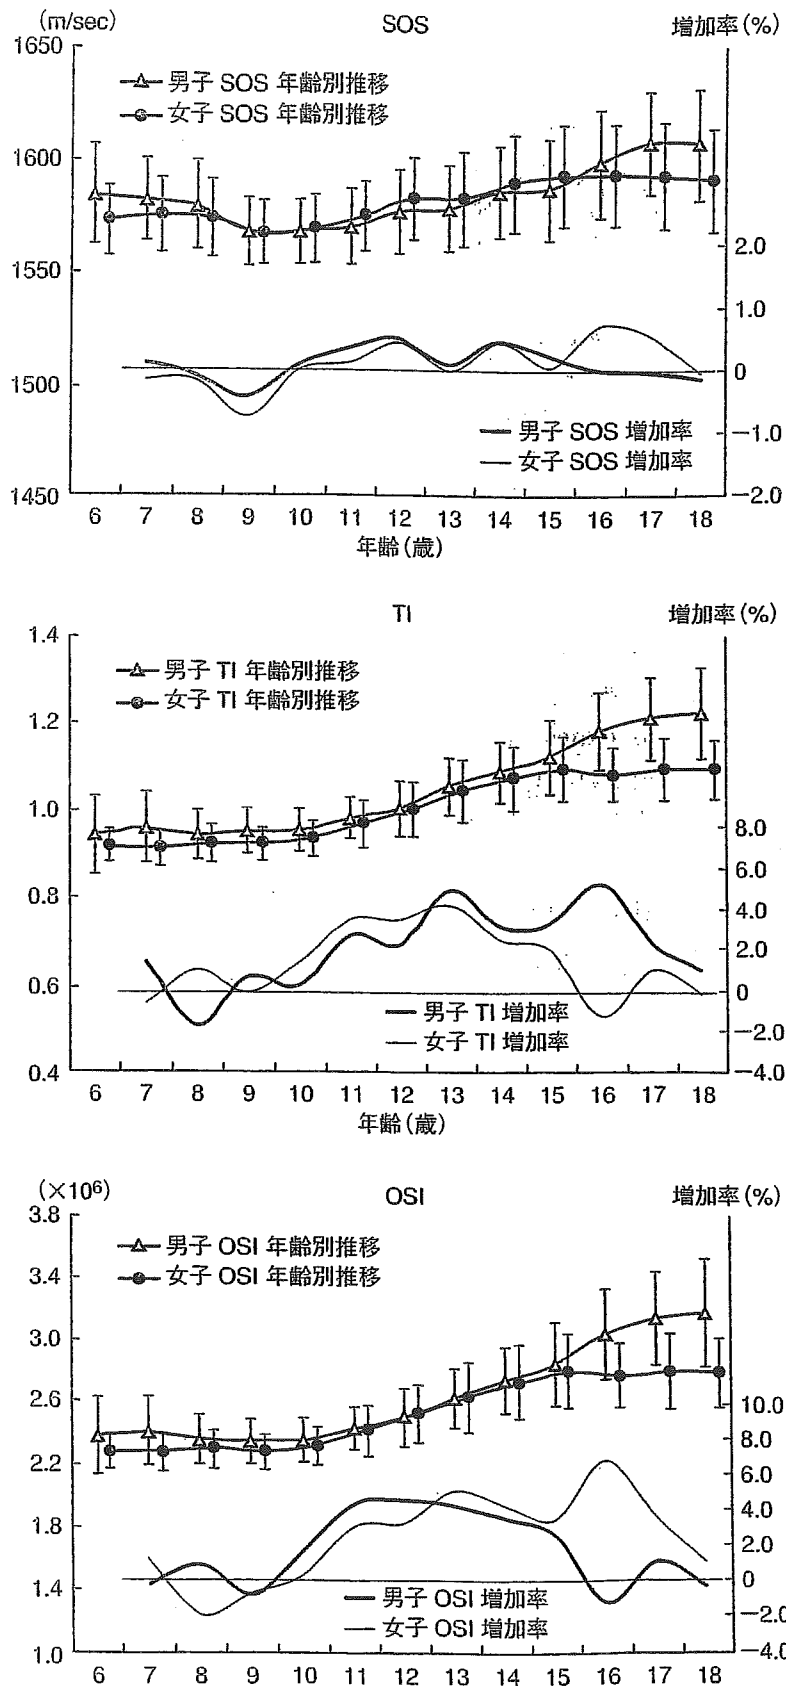 (m/sec) SOS 増加率(%)
1650
男子 SOS 年齢別推移
女子 SOS 年齢別推移
1600
1550 2.0
1.0
1500 0
男子 SOS 増加率 −1.0
女子 SOS 増加率
1450 −2.0
6 7 8 9 10 11 12 13 14 15 16 17 18
年齢(歳)
TI 増加率(%)
1.4
男子 TI 年齢別推移
女子 TI 年齢別推移
1.2
1.0 8.0
6.0
0.8 4.0
2.0
0.6 0
男子 TI 増加率
−2.0
女子 TI 増加率
0.4 −4.0
6 7 8 9 10 11 12 13 14 15 16 17 18
年齢(歳)
(×10⁶) OSI 増加率(%)
3.8
男子 OSI 年齢別推移
3.4 女子 OSI 年齢別推移
3.0
2.6 10.0
8.0
2.2 6.0
1.8 4.0
2.0
1.4 0
男子 OSI 増加率
−2.0
女子 OSI 増加率
1.0 −4.0
6 7 8 9 10 11 12 13 14 15 16 17 18